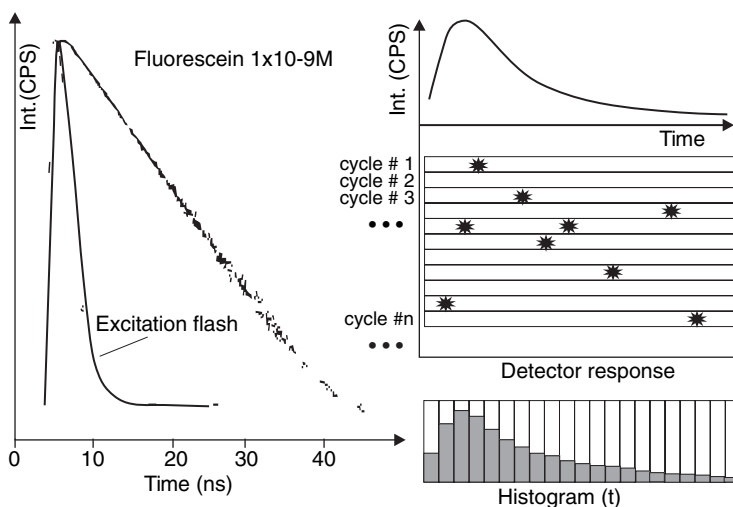 Int.(CPS)
Fluorescein 1x10-9M
Excitation flash
0
10
20
30
40
Time (ns)
Int. (CPS)
Time
cycle # 1
cycle # 2
cycle # 3
•••
cycle #n
•••
Detector response
Histogram (t)